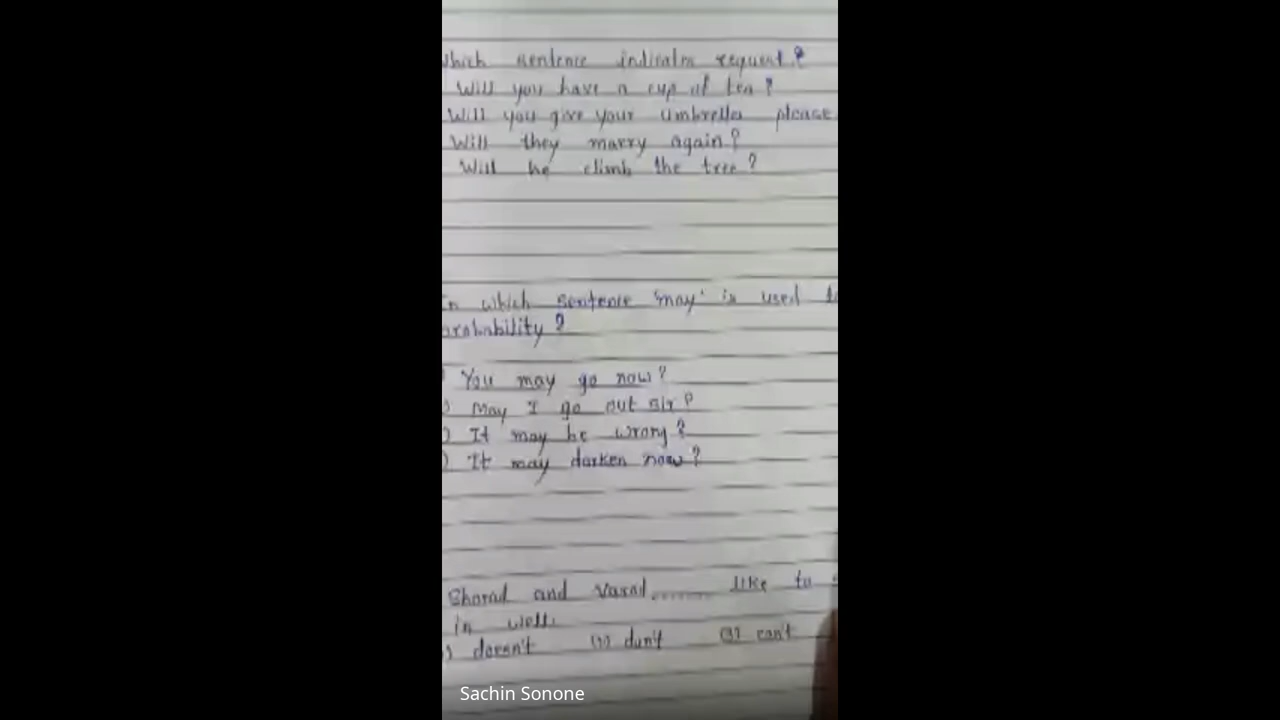 Which sentence indicates request?
Will you have a cup of tea?
Will you give your umbrella please
Will they marry again?
Will he climb the tree?
In which sentence 'may' is used to
probability?
You may go now?
) May I go out sir?
) It may be wrong?
) It may darken now?
Sharad and ....... like to
in well.
) doesn't (2) don't (3) can't
Sachin Sonone